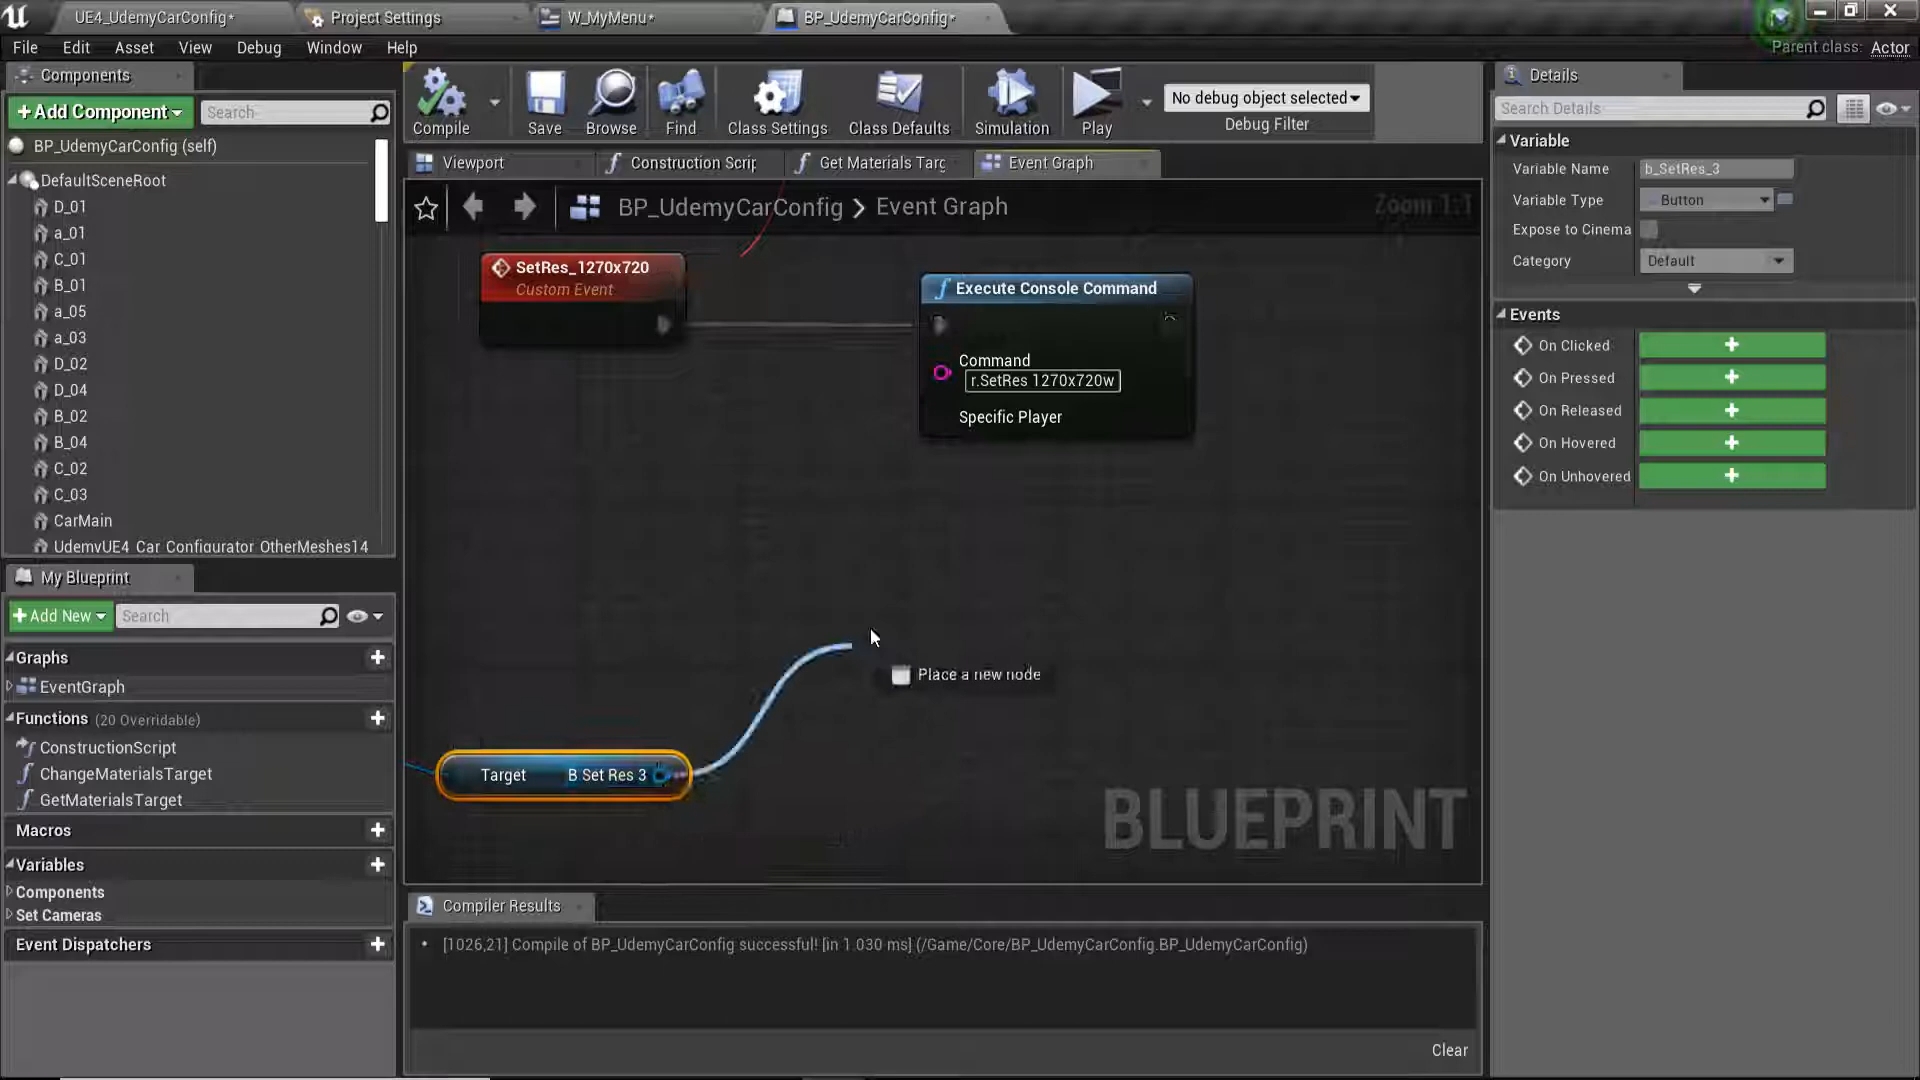 UE4_UdemyCarConfig*
Project Settings
W_MyMenu*
BP_UdemyCarConfig*
File
Edit
Asset
View
Debug
Window
Help
Parent class: Actor
Components
+Add Component
Search
BP_UdemyCarConfig (self)
DefaultSceneRoot
D_01
a_01
C_01
B_01
a_05
a_03
D_02
D_04
B_02
B_04
C_02
C_03
CarMain
UdemyUE4_Car_Configurator_OtherMeshes14
My Blueprint
+Add New
Search
Graphs
EventGraph
Functions (20 Overridable)
ConstructionScript
ChangeMaterialsTarget
GetMaterialsTarget
Macros
Variables
Components
Set Cameras
Event Dispatchers
Compile
Save
Browse
Find
Class Settings
Class Defaults
Simulation
Play
No debug object selected
Debug Filter
Viewport
Construction Scrip
Get Materials Targ
Event Graph
BP_UdemyCarConfig > Event Graph
Zoom 1:1
SetRes_1270x720
Custom Event
Execute Console Command
Command
r.SetRes 1270x720w
Specific Player
Place a new node
Target
B Set Res 3
BLUEPRINT
Compiler Results
• [1026,21] Compile of BP_UdemyCarConfig successful! [in 1 030 ms] (/Game/Core/BP_UdemyCarConfig.BP_UdemyCarConfig)
Clear
Details
Search Details
Variable
Variable Name
b_SetRes_3
Variable Type
Button
Expose to Cinema
Category
Default
Events
On Clicked
On Pressed
On Released
On Hovered
On Unhovered